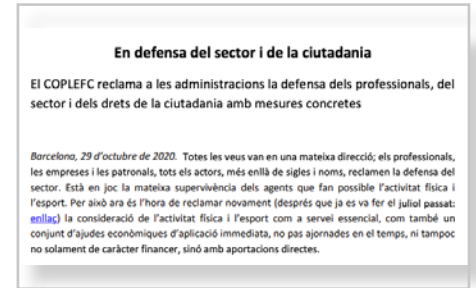 En defensa del sector i de la ciutadania
El COPLEFC reclama a les administracions la defensa dels professionals, del
sector i dels drets de la ciutadania amb mesures concretes
Barcelona, 29 d'octubre de 2020. Totes les veus van en una mateixa direcció; els professionals,
les empreses i les patronals, tots els actors, més enllà de sigles i noms, reclamen la defensa del
sector. Està en joc la mateixa supervivència dels agents que fan possible l'activitat física i
l'esport. Per això ara és l'hora de reclamar novament (després que ja es va fer el juliol passat:
enllaç) la consideració de l'activitat física i l'esport com a servei essencial, com també un
conjunt d'ajudes econòmiques d'aplicació immediata, no pas ajornades en el temps, ni tampoc
no solament de caràcter financer, sinó amb aportacions directes.